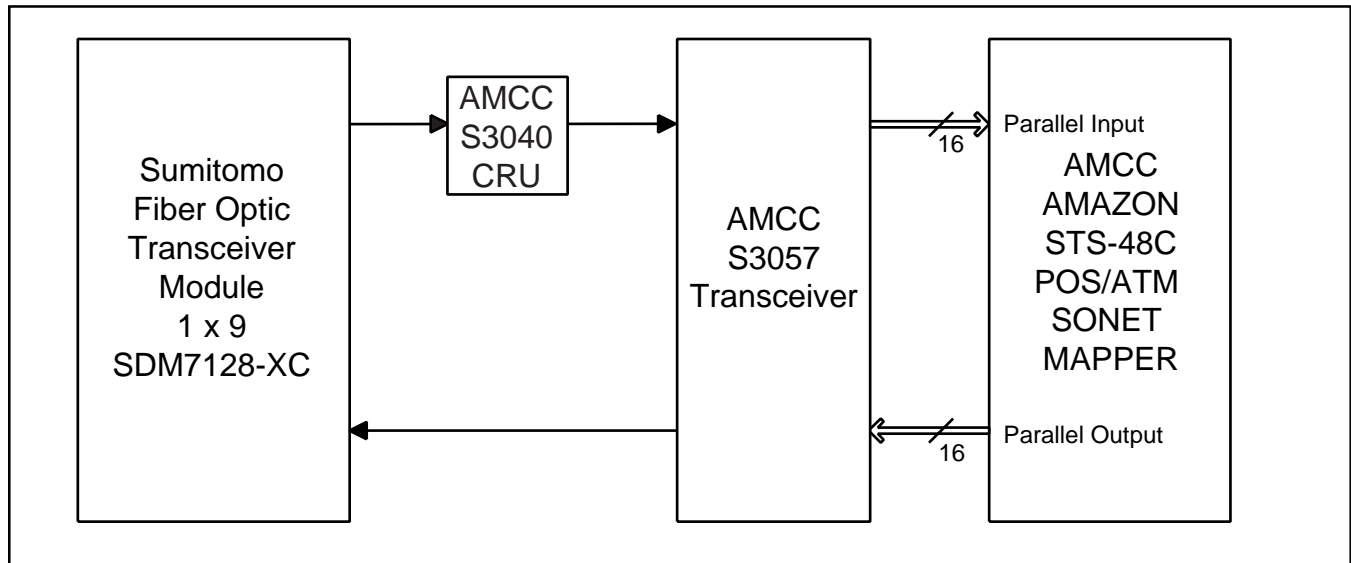 Sumitomo
Fiber Optic
Transceiver
Module
1 x 9
SDM7128-XC
AMCC
S3040
CRU
AMCC
S3057
Transceiver
16
Parallel Input
AMCC
AMAZON
STS-48C
POS/ATM
SONET
MAPPER
16
Parallel Output